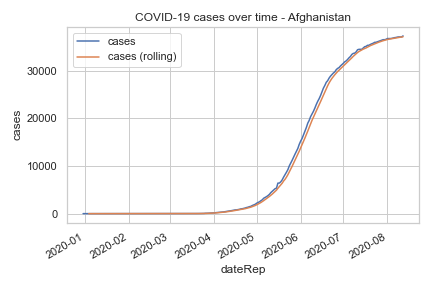 COVID-19 cases over time - Afghanistan
cases
cases (rolling)
30000
20000
10000
0
cases
2020-01
2020-02
2020-03
2020-04
2020-05
2020-06
2020-07
2020-08
dateRep